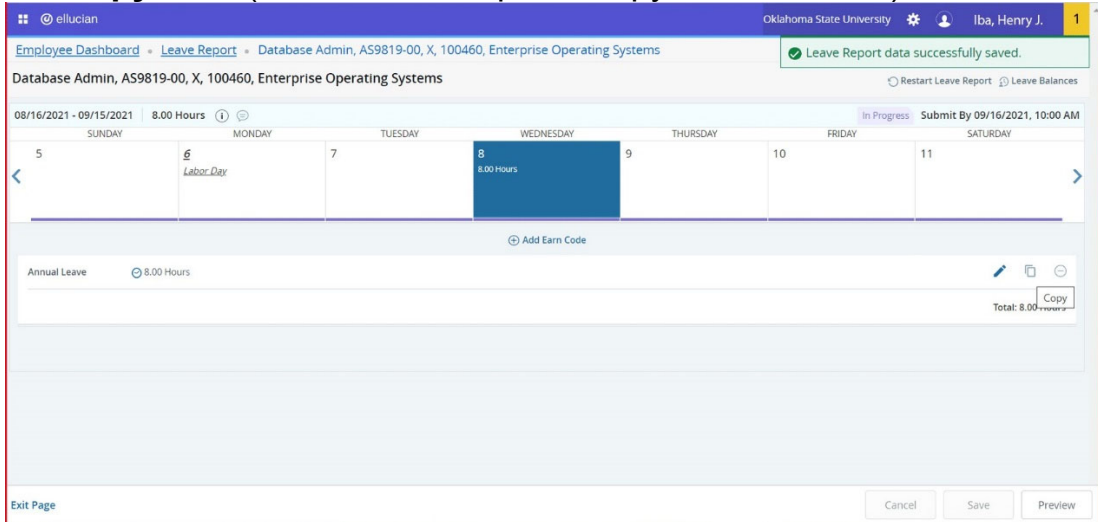 ellucian Oklahoma State University Iba, Henry J. 1
Employee Dashboard • Leave Report • Database Admin, AS9819-00, X, 100460, Enterprise Operating Systems
Leave Report data successfully saved.
Database Admin, AS9819-00, X, 100460, Enterprise Operating Systems
Restart Leave Report Leave Balances
08/16/2021 - 09/15/2021 8.00 Hours In Progress Submit By 09/16/2021, 10:00 AM
SUNDAY MONDAY TUESDAY WEDNESDAY THURSDAY FRIDAY SATURDAY
5 6 7 8 9 10 11
Labor Day 8.00 Hours
Add Earn Code
Annual Leave 8.00 Hours
Copy
Total: 8.00
Exit Page Cancel Save Preview